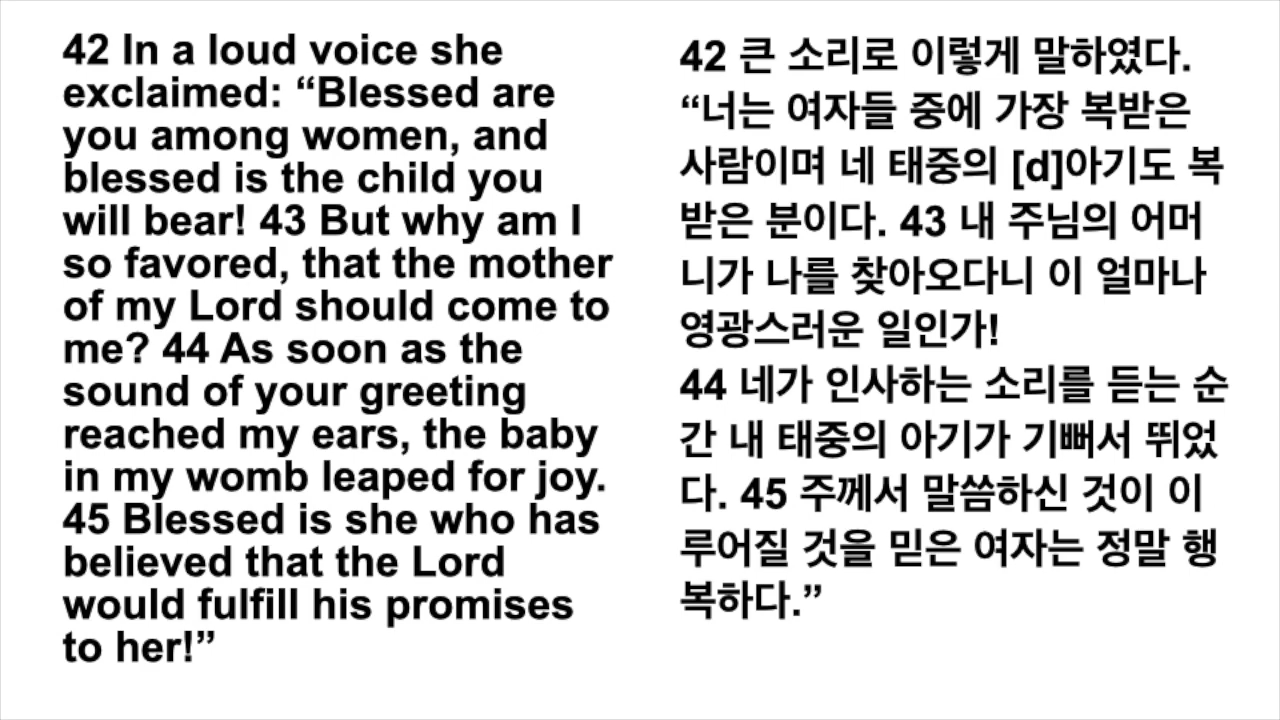 42 In a loud voice she
exclaimed: “Blessed are
you among women, and
blessed is the child you
will bear! 43 But why am I
so favored, that the mother
of my Lord should come to
me? 44 As soon as the
sound of your greeting
reached my ears, the baby
in my womb leaped for joy.
45 Blessed is she who has
believed that the Lord
would fulfill his promises
to her!”
42 큰 소리로 이렇게 말하였다.
“너는 여자들 중에 가장 복받은
사람이며 네 태중의 [d]아기도 복
받은 분이다. 43 내 주님의 어머
니가 나를 찾아오다니 이 얼마나
영광스러운 일인가!
44 네가 인사하는 소리를 듣는 순
간 내 태중의 아기가 기뻐서 뛰었
다. 45 주께서 말씀하신 것이 이
루어질 것을 믿은 여자는 정말 행
복하다.”